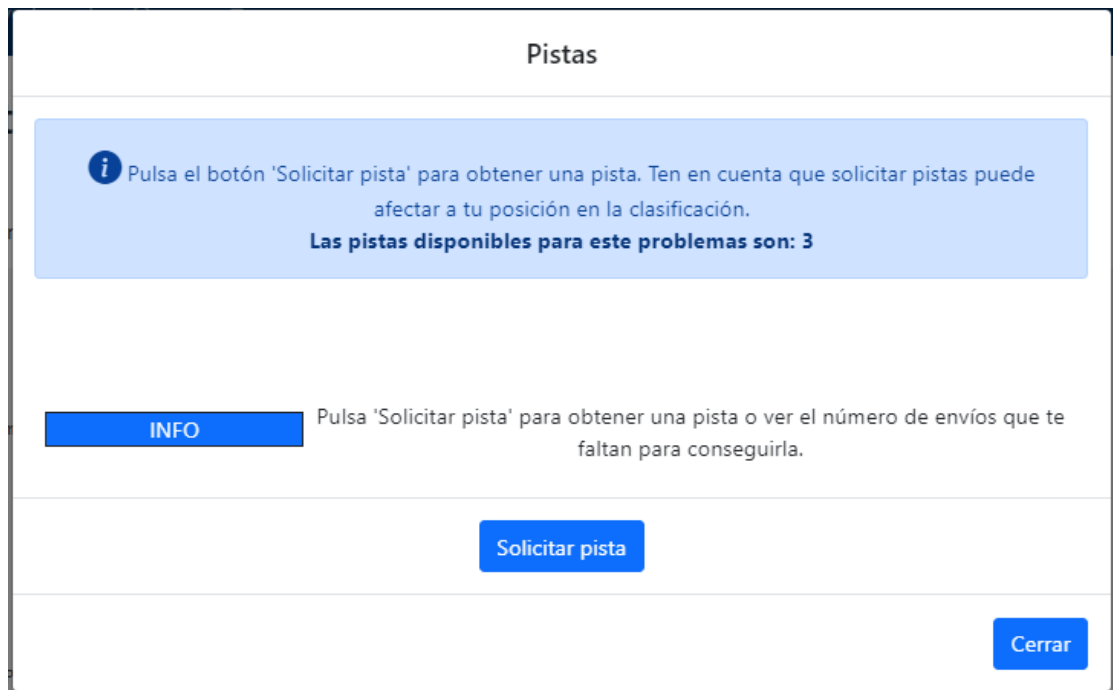 Pistas
Pulsa el botón 'Solicitar pista' para obtener una pista. Ten en cuenta que solicitar pistas puede
afectar a tu posición en la clasificación.
Las pistas disponibles para este problemas son: 3
INFO
Pulsa 'Solicitar pista' para obtener una pista o ver el número de envíos que te
faltan para conseguirla.
Solicitar pista
Cerrar